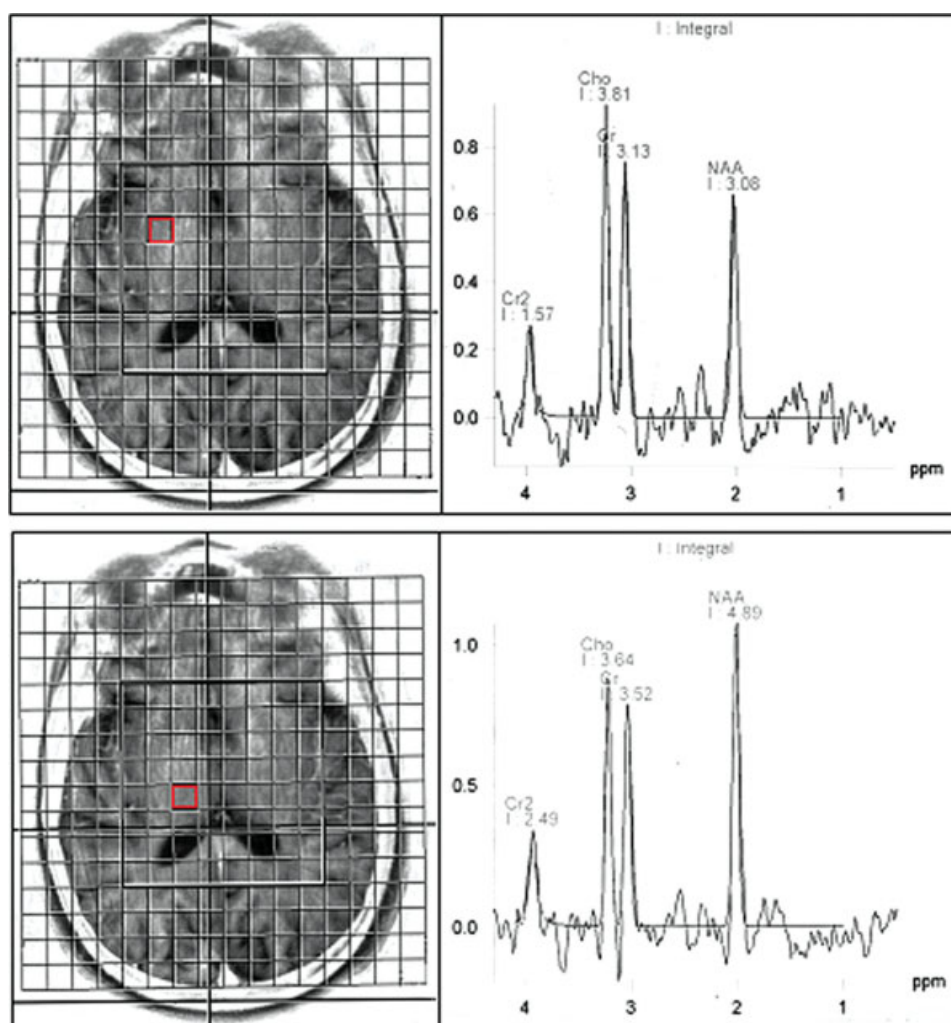 I : Integral
Cho
I : 3.81
Cr
I : 3.13
NAA
I : 3.08
Cr2
I : 1.57
0.8
0.6
0.4
0.2
0.0
4
3
2
1
ppm
I : Integral
NAA
I : 4.89
Cho
I : 3.64
Cr
I : 3.52
Cr2
I : 2.49
1.0
0.5
0.0
4
3
2
1
ppm